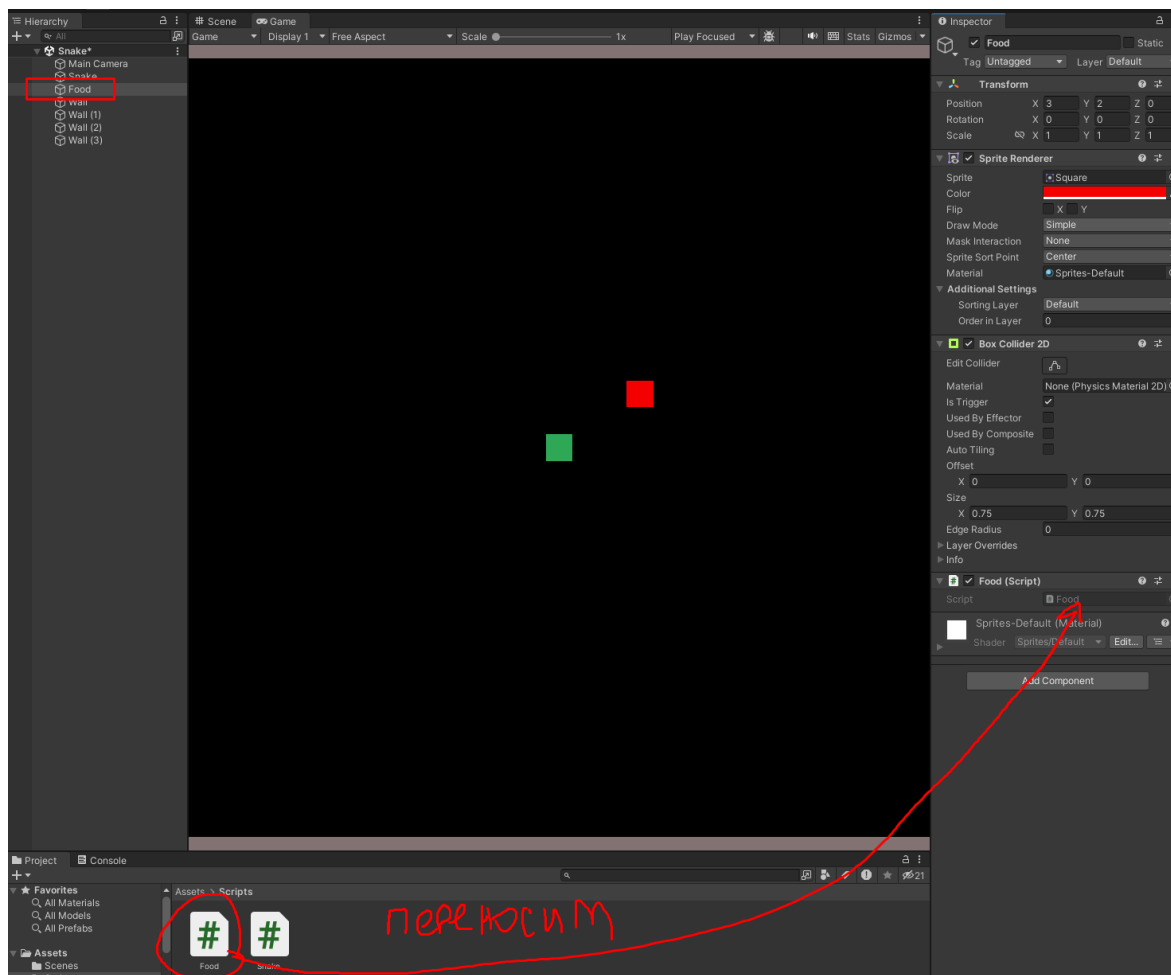 Hierarchy
All
Snake*
Main Camera
Snake
Food
Wall
Wall (1)
Wall (2)
Wall (3)
Scene Game
Game Display 1 Free Aspect Scale 1x Play Focused Stats Gizmos
Inspector
Food Static
Tag Untagged Layer Default
Transform
Position X 3 Y 2 Z 0
Rotation X 0 Y 0 Z 0
Scale X 1 Y 1 Z 1
Sprite Renderer
Sprite Square
Color
Flip X Y
Draw Mode Simple
Mask Interaction None
Sprite Sort Point Center
Material Sprites-Default
Additional Settings
Sorting Layer Default
Order in Layer 0
Box Collider 2D
Edit Collider
Material None (Physics Material 2D)
Is Trigger
Used By Effector
Used By Composite
Auto Tiling
Offset
X 0 Y 0
Size
X 0.75 Y 0.75
Edge Radius 0
Layer Overrides
Info
Food (Script)
Script Food
Sprites-Default (Material)
Shader Sprites/Default Edit...
Add Component
Project Console
21
Favorites
All Materials
All Models
All Prefabs
Assets
Scenes
Assets > Scripts
# #
Food Snake
переносим